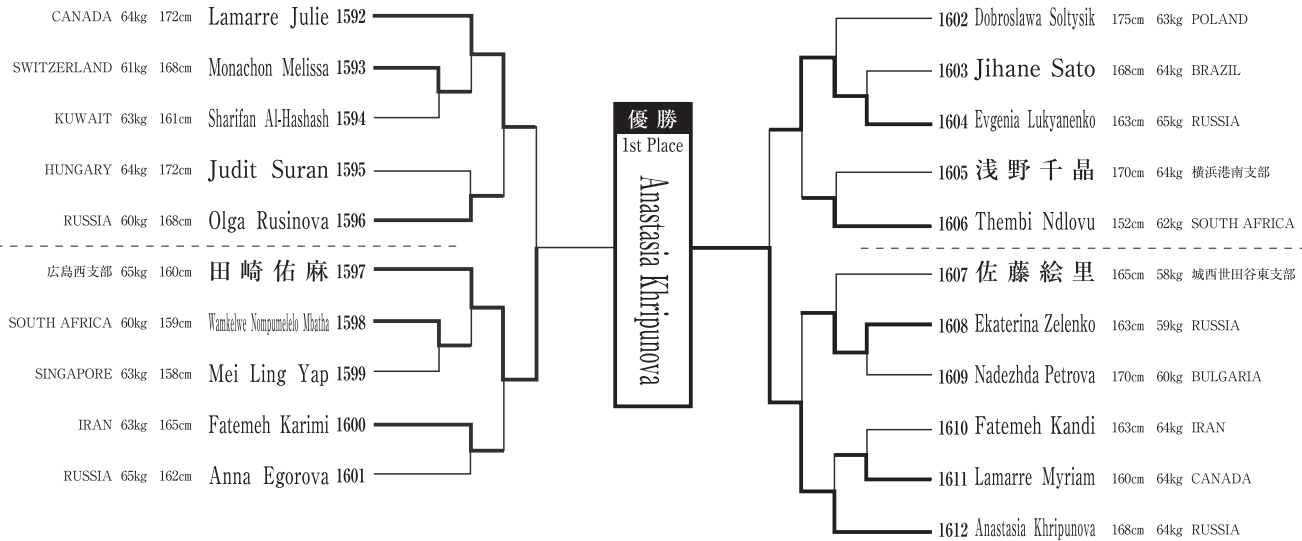 CANADA 64kg 172cm Lamarre Julie 1592
SWITZERLAND 61kg 168cm Monachon Melissa 1593
KUWAIT 63kg 161cm Sharifan Al-Hashash 1594
HUNGARY 64kg 172cm Judit Suran 1595
RUSSIA 60kg 168cm Olga Rusinova 1596
広島西支部 65kg 160cm 田崎佑麻 1597
SOUTH AFRICA 60kg 159cm Wamkelwe Nompumelelo Mbatha 1598
SINGAPORE 63kg 158cm Mei Ling Yap 1599
IRAN 63kg 165cm Fatemeh Karimi 1600
RUSSIA 65kg 162cm Anna Egorova 1601
優勝
1st Place
Anastasia Khripunova
1602 Dobroslawa Soltysik 175cm 63kg POLAND
1603 Jihane Sato 168cm 64kg BRAZIL
1604 Evgenia Lukyanenko 163cm 65kg RUSSIA
1605 浅野千晶 170cm 64kg 横浜港南支部
1606 Thembi Ndlovu 152cm 62kg SOUTH AFRICA
1607 佐藤絵里 165cm 58kg 城西世田谷東支部
1608 Ekaterina Zelenko 163cm 59kg RUSSIA
1609 Nadezhda Petrova 170cm 60kg BULGARIA
1610 Fatemeh Kandi 163cm 64kg IRAN
1611 Lamarre Myriam 160cm 64kg CANADA
1612 Anastasia Khripunova 168cm 64kg RUSSIA